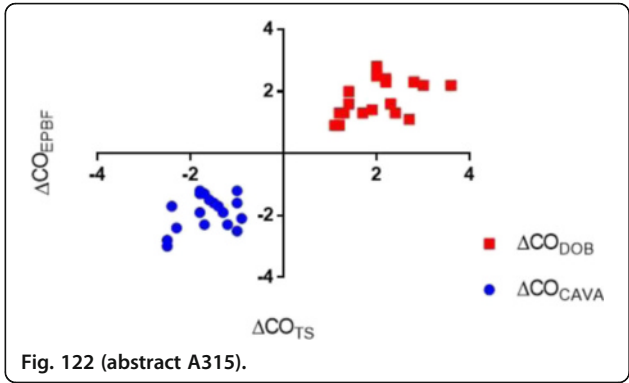 4
2
-4
-2
2
4
-2
-4
ΔCO_EPBF
ΔCO_DOB
ΔCO_CAVA
ΔCO_TS
Fig. 122 (abstract A315).